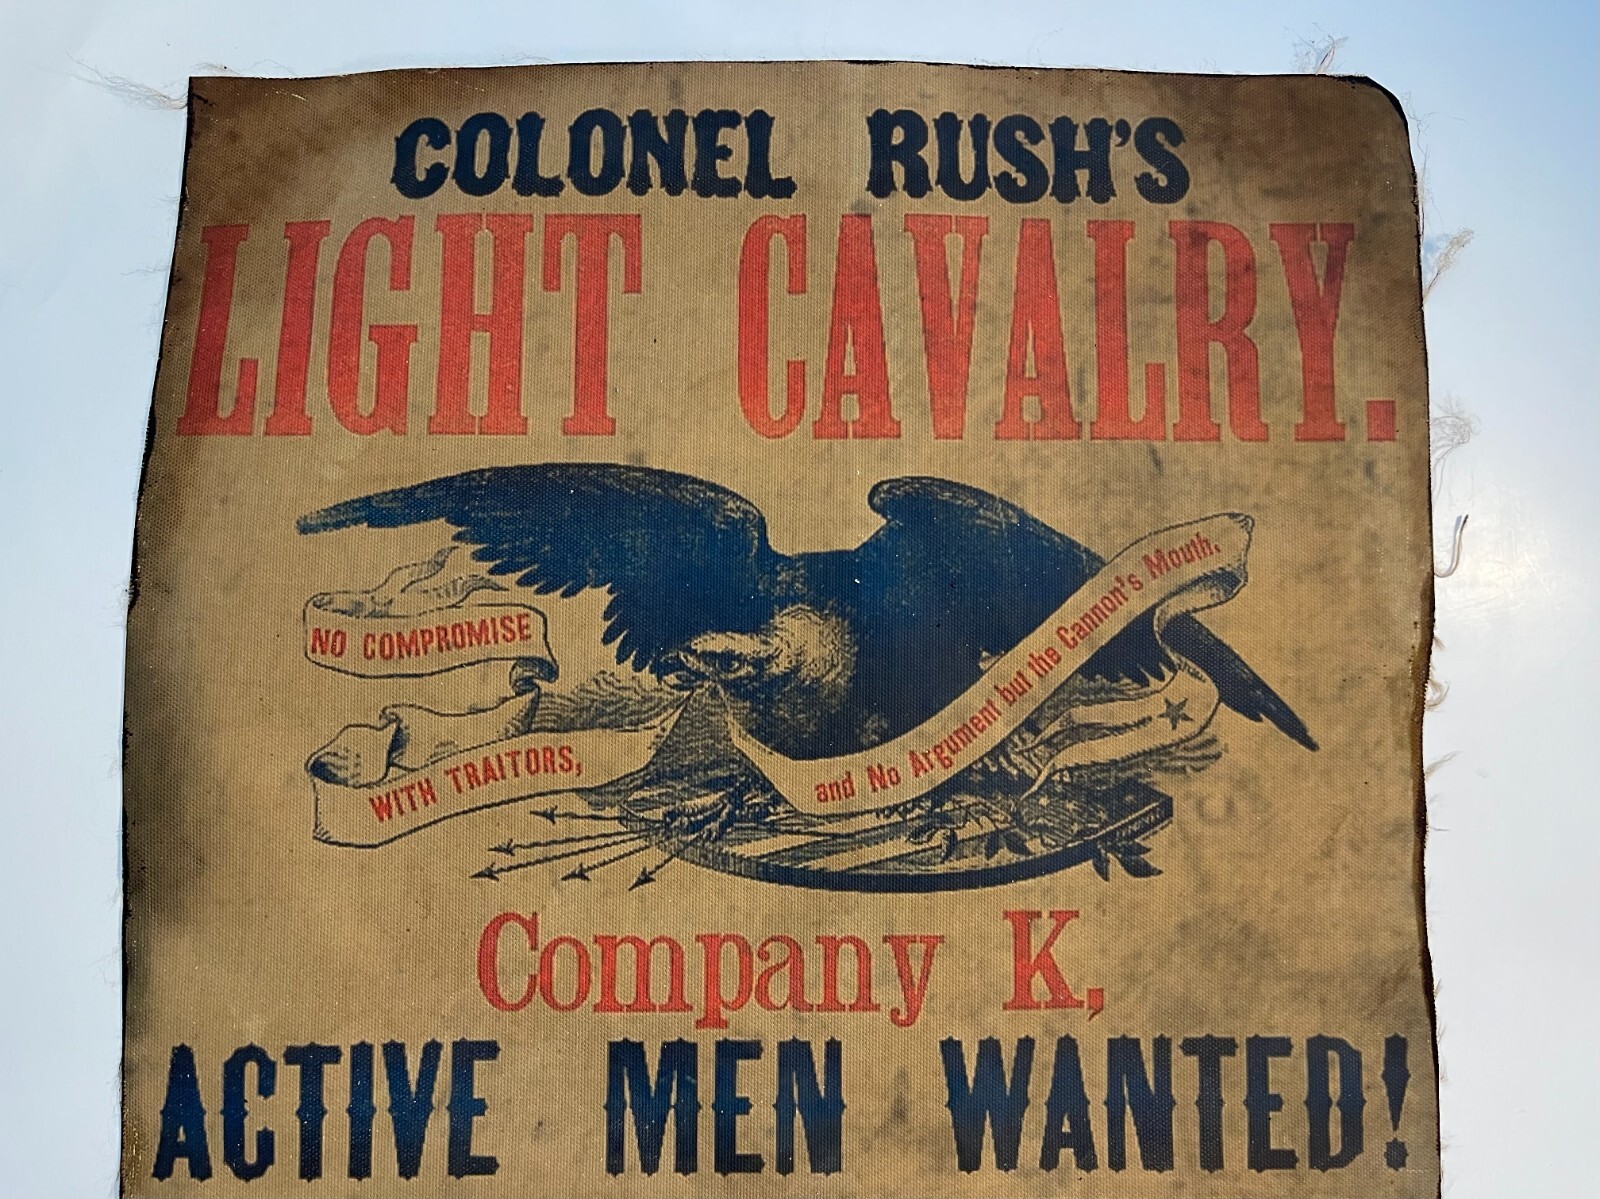 COLONEL RUSH'S
LIGHT CAVALRY.
NO COMPROMISE
WITH TRAITORS,
and No Argument but the Cannon's Mouth.
Company K,
ACTIVE MEN WANTED!